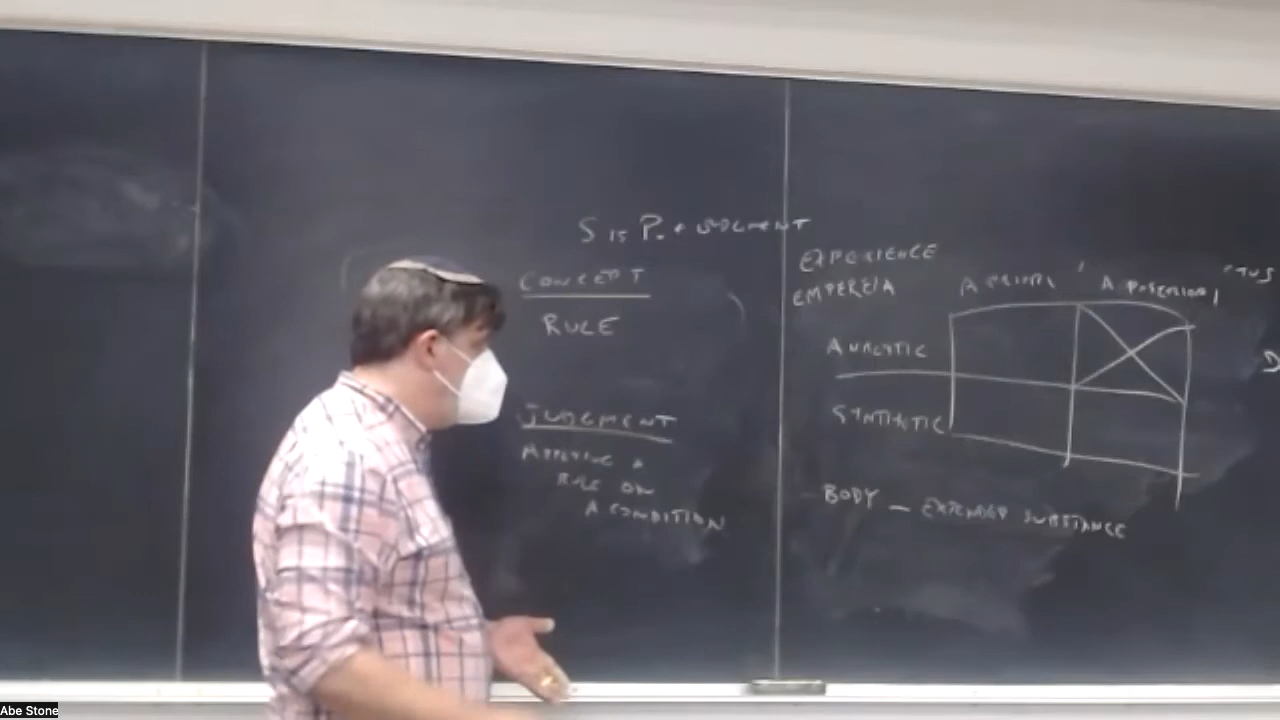 S IS P. JUDGMENT
CONCEPT
RULE
JUDGMENT
APPLYING A
RULE ON
A CONDITION
EXPERIENCE
EMPEREIA
A PRIORI A POSTERIORI
ANALYTIC
SYNTHETIC
BODY — EXTENDED SUBSTANCE
Abe Stone